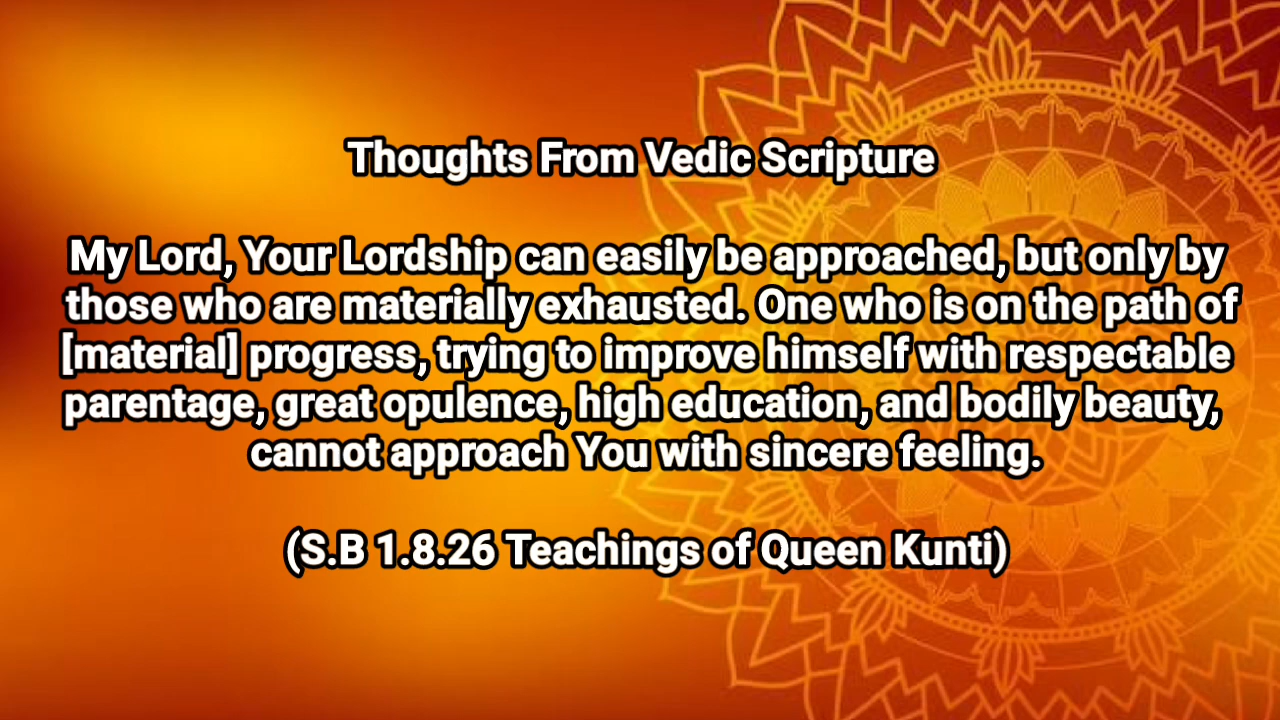 Thoughts From Vedic Scripture
My Lord, Your Lordship can easily be approached, but only by
those who are materially exhausted. One who is on the path of
[material] progress, trying to improve himself with respectable
parentage, great opulence, high education, and bodily beauty,
cannot approach You with sincere feeling.
(S.B 1.8.26 Teachings of Queen Kunti)